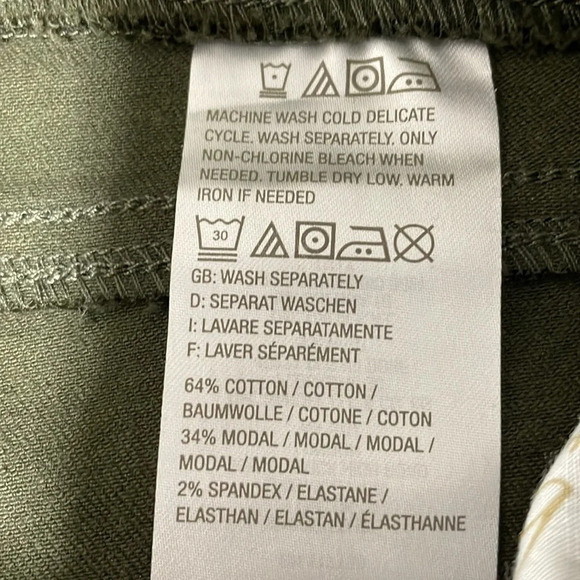 MACHINE WASH COLD DELICATE
CYCLE. WASH SEPARATELY. ONLY
NON-CHLORINE BLEACH WHEN
NEEDED. TUMBLE DRY LOW. WARM
IRON IF NEEDED
30
GB: WASH SEPARATELY
D: SEPARAT WASCHEN
I: LAVARE SEPARATAMENTE
F: LAVER SÉPARÉMENT
64% COTTON / COTTON /
BAUMWOLLE / COTONE / COTON
34% MODAL / MODAL / MODAL /
MODAL / MODAL
2% SPANDEX / ELASTANE /
ELASTHAN / ELASTAN / ÉLASTHANNE